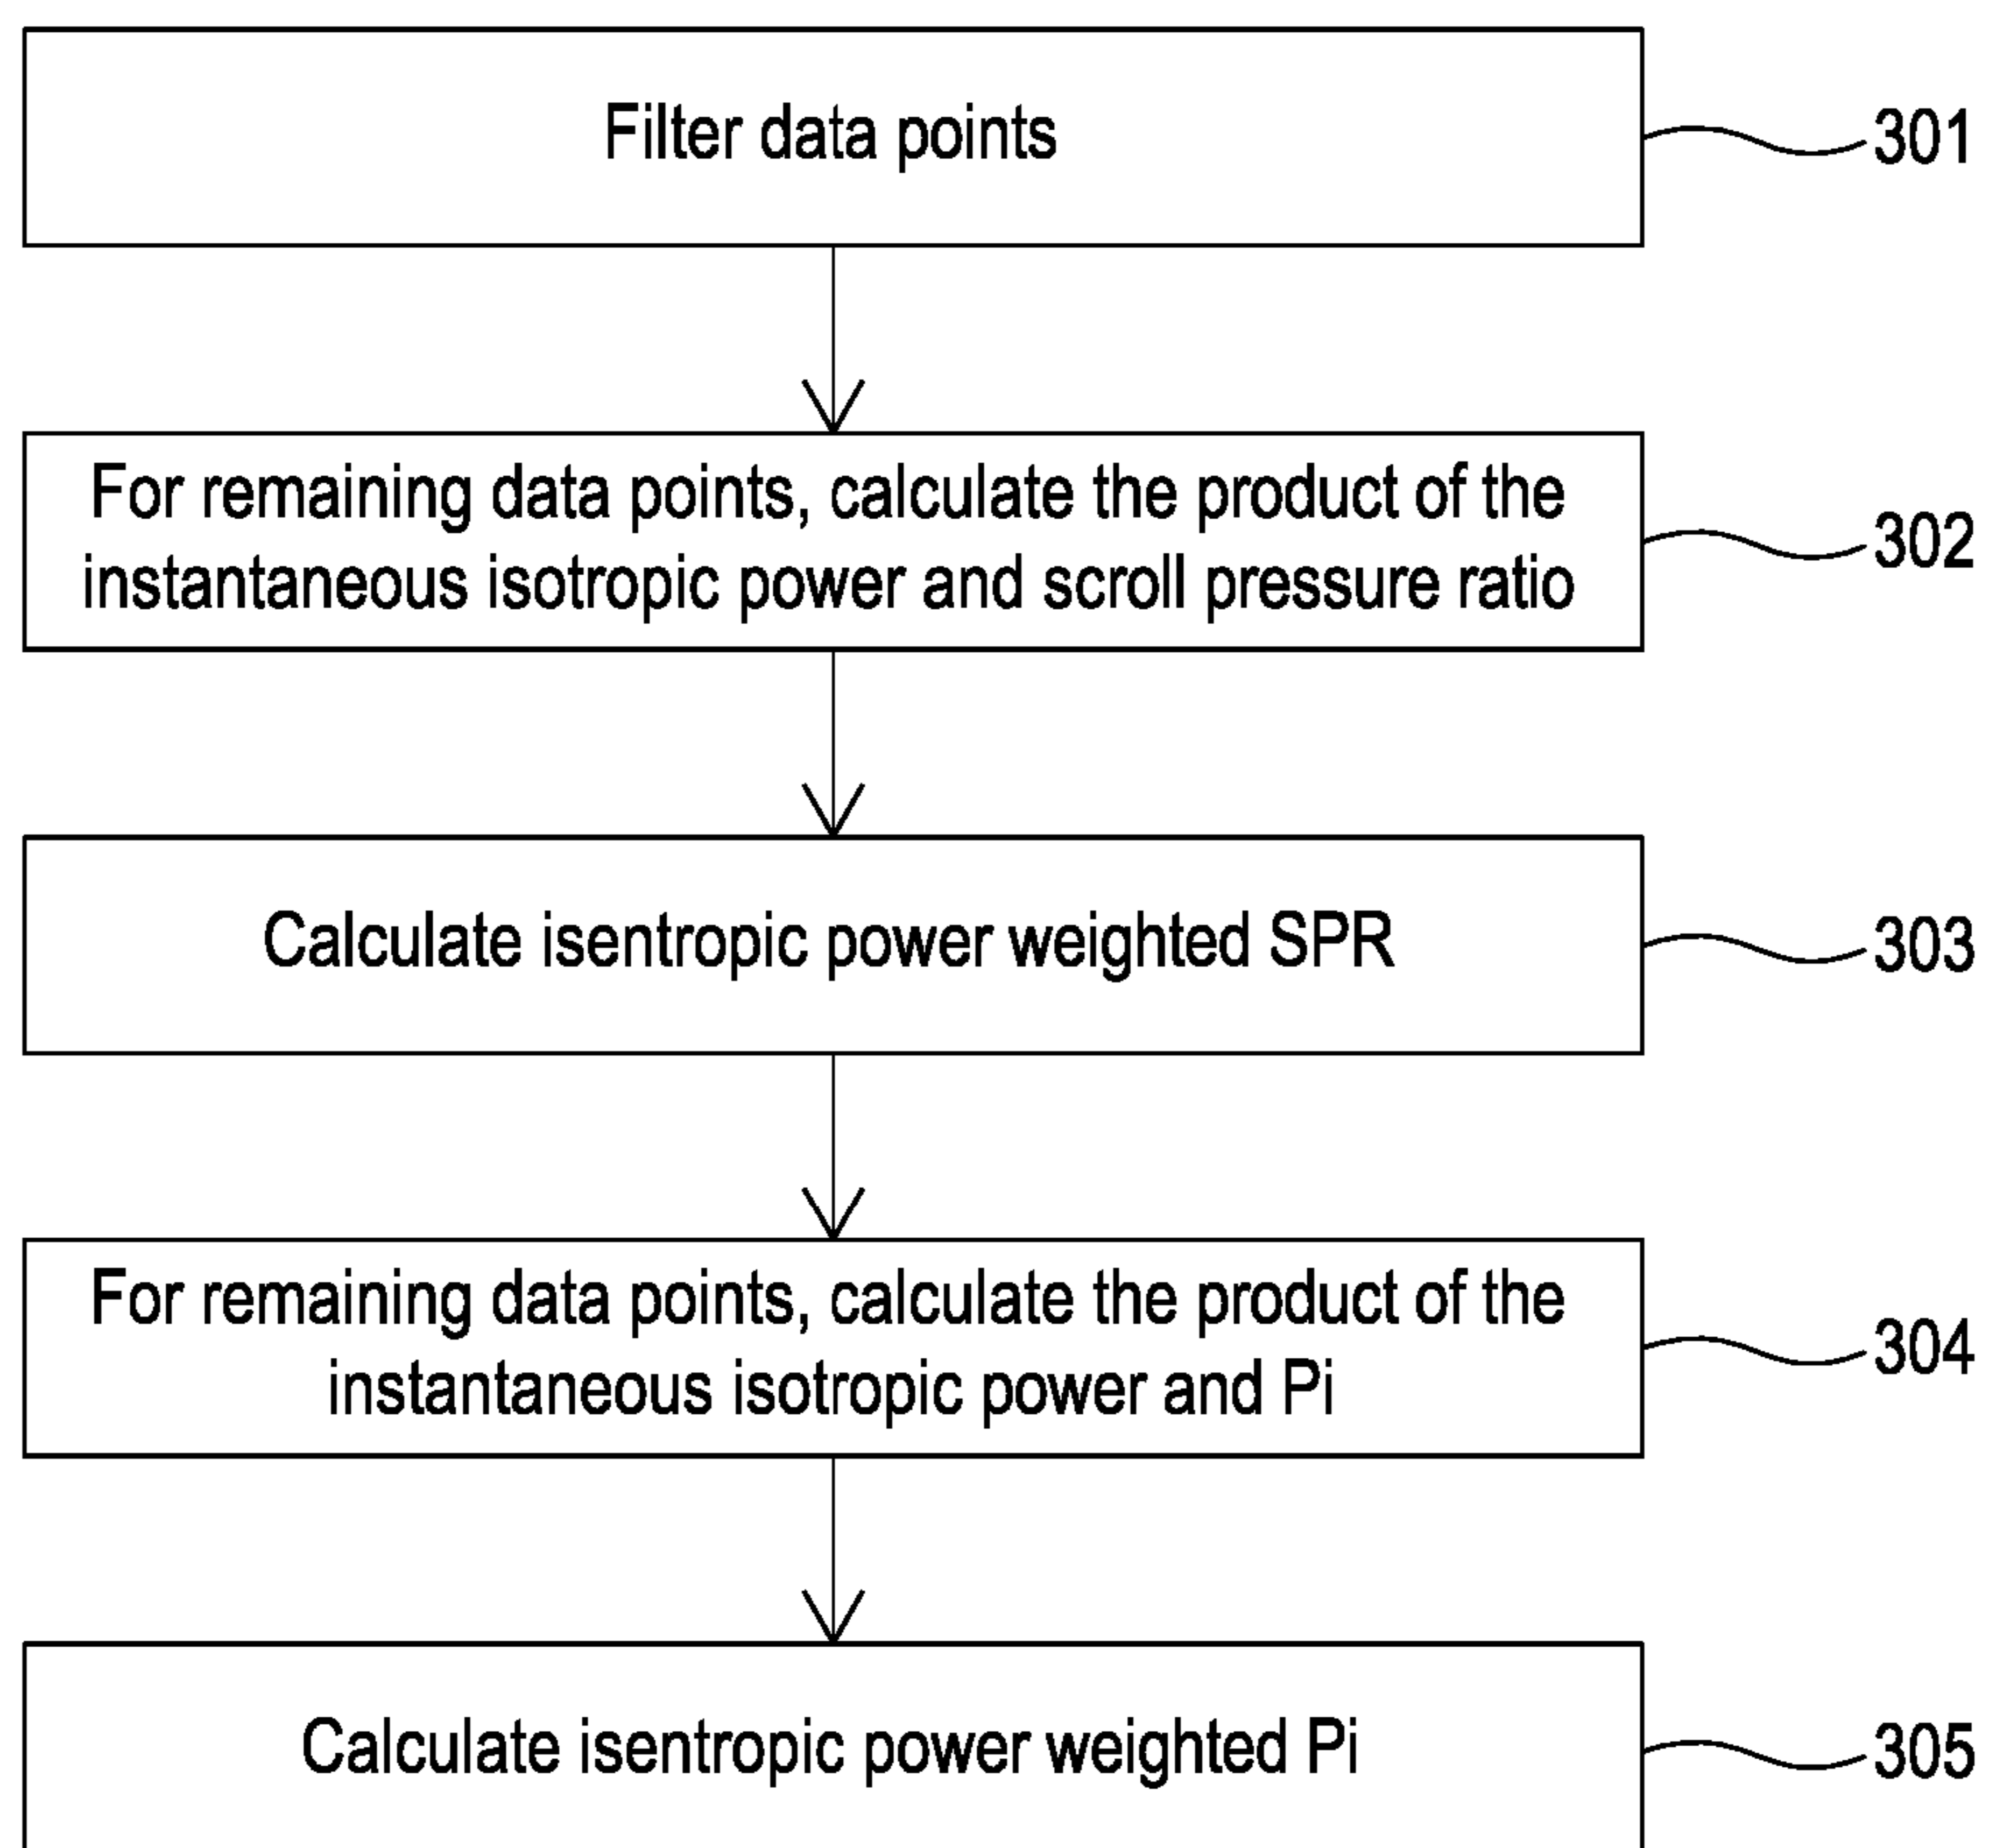 Filter data points
301
For remaining data points, calculate the product of the
instantaneous isotropic power and scroll pressure ratio
302
Calculate isentropic power weighted SPR
303
For remaining data points, calculate the product of the
instantaneous isotropic power and Pi
304
Calculate isentropic power weighted Pi
305